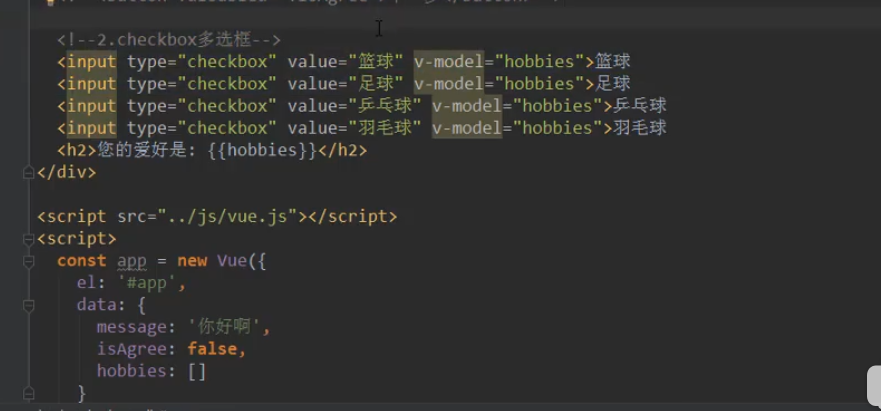 <!--2.checkbox多选框-->
<input type="checkbox" value="篮球" v-model="hobbies">篮球
<input type="checkbox" value="足球" v-model="hobbies">足球
<input type="checkbox" value="乒乓球" v-model="hobbies">乒乓球
<input type="checkbox" value="羽毛球" v-model="hobbies">羽毛球
<h2>您的爱好是: {{hobbies}}</h2>
</div>
<script src="../js/vue.js"></script>
<script>
const app = new Vue({
el: '#app',
data: {
message: '你好啊',
isAgree: false,
hobbies: []
}